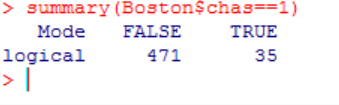 > summary(Boston$chas==1)
Mode FALSE TRUE
logical 471 35
>